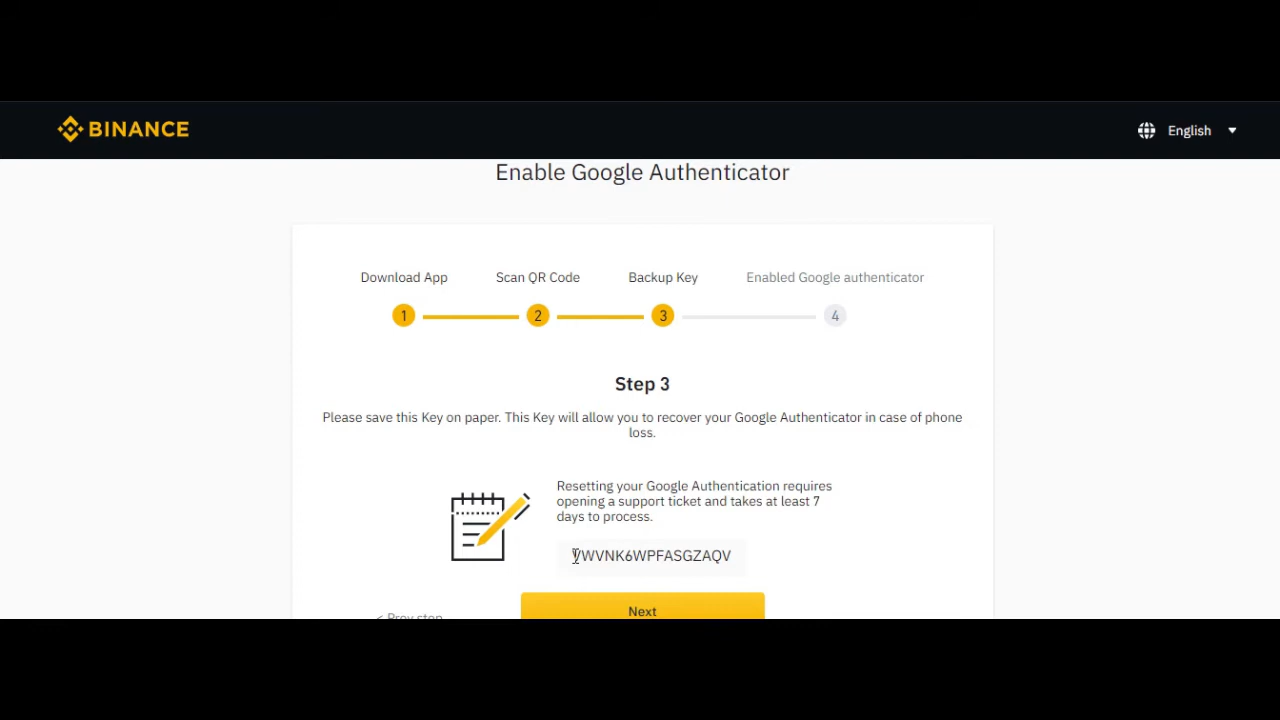 BINANCE
English
Enable Google Authenticator
Download App
Scan QR Code
Backup Key
Enabled Google authenticator
1
2
3
4
Step 3
Please save this Key on paper. This Key will allow you to recover your Google Authenticator in case of phone
loss.
Resetting your Google Authentication requires
opening a support ticket and takes at least 7
days to process.
Next
< Prev step